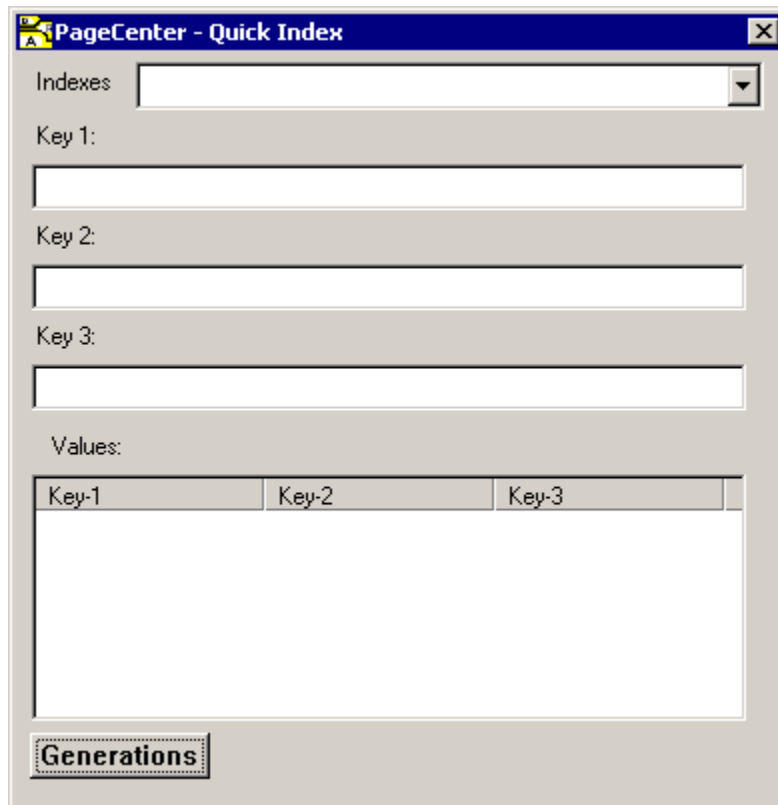 PageCenter - Quick Index
Indexes
Key 1:
Key 2:
Key 3:
Values:
Key-1 Key-2 Key-3
Generations